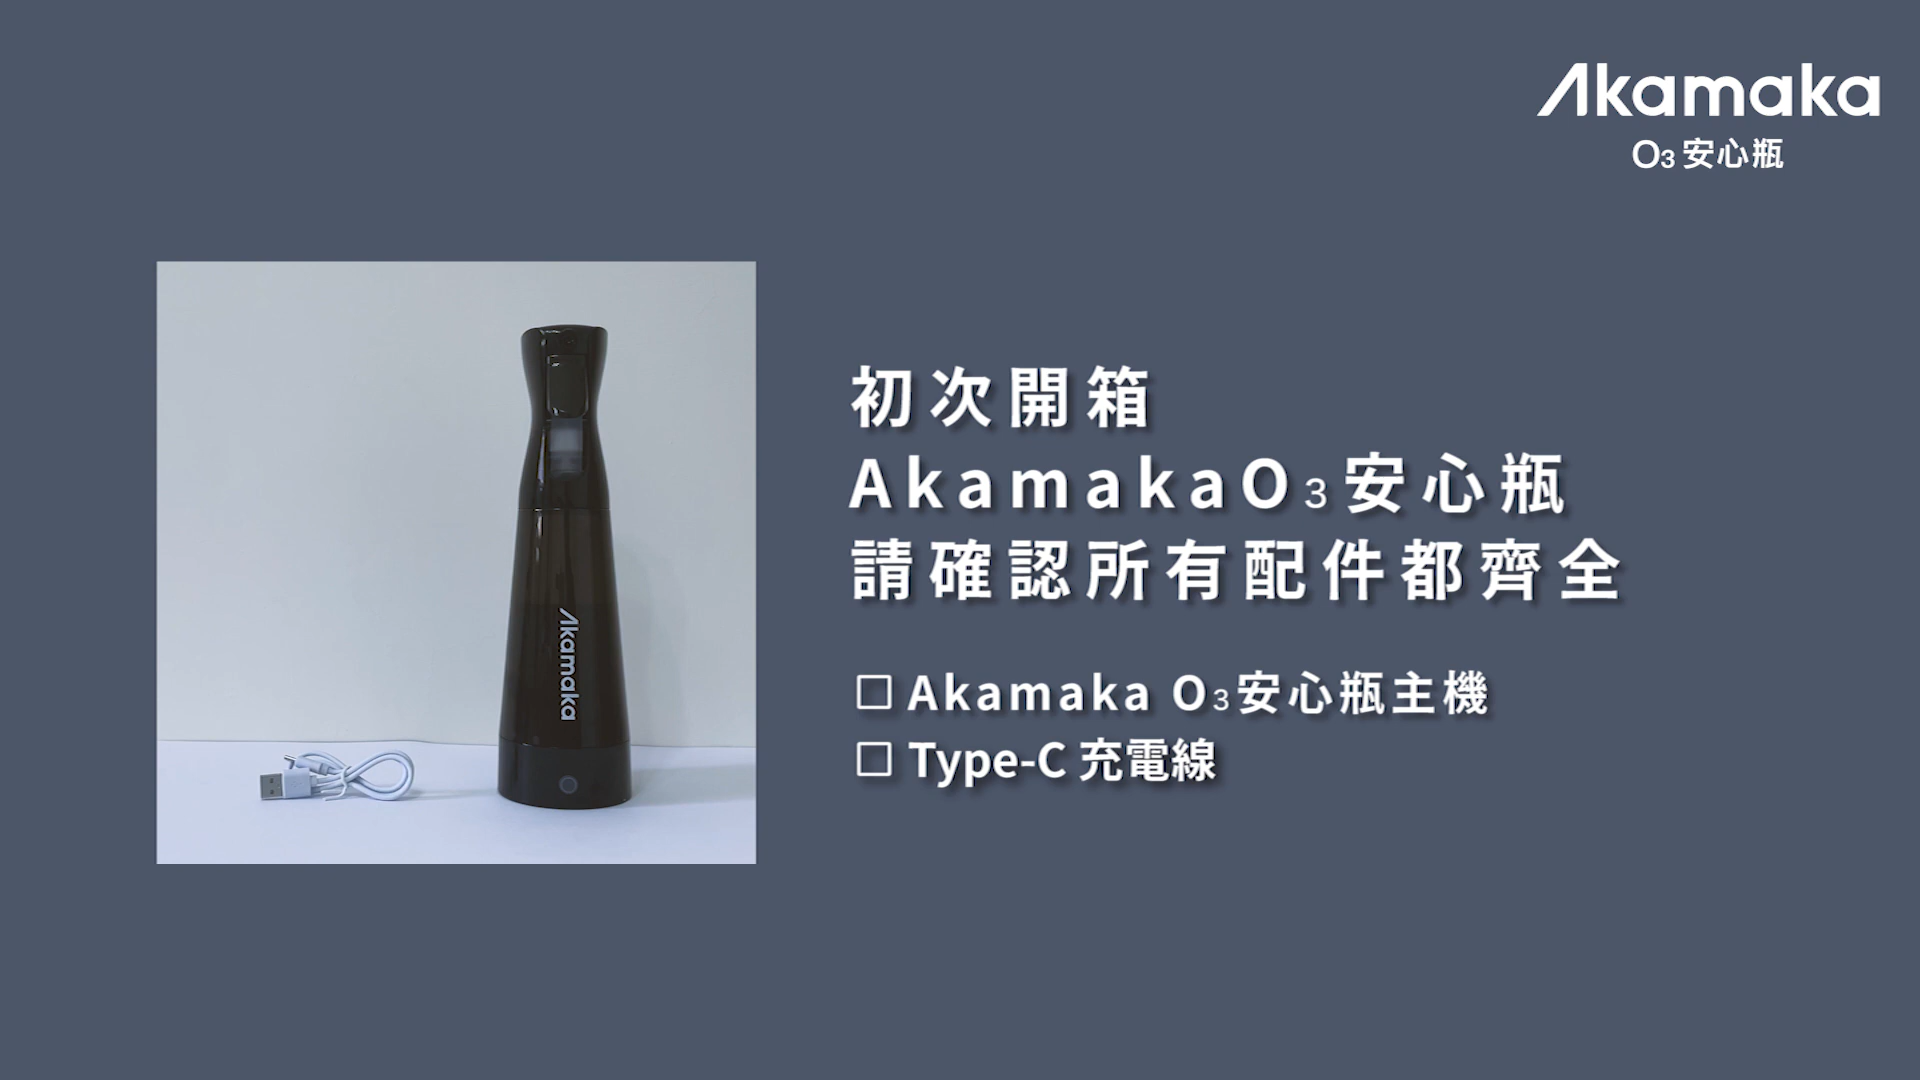 Akamaka
O3安心瓶
初次開箱
AkamakaO3安心瓶
請確認所有配件都齊全
☐ Akamaka O3安心瓶主機
☐ Type-C 充電線
Akamaka